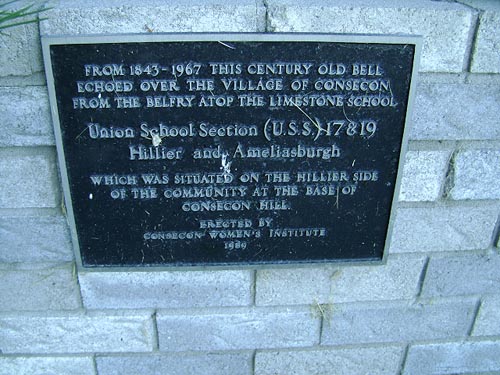 FROM 1843-1967 THIS CENTURY OLD BELL
ECHOED OVER THE VILLAGE OF CONSECON
FROM THE BELFRY ATOP THE LIMESTONE SCHOOL
Union School Section (U.S.S.) 17&19
Hillier and Ameliasburgh
WHICH WAS SITUATED ON THE HILLIER SIDE
OF THE COMMUNITY AT THE BASE OF
CONSECON HILL.
ERECTED BY
CONSECON WOMEN'S INSTITUTE
1989